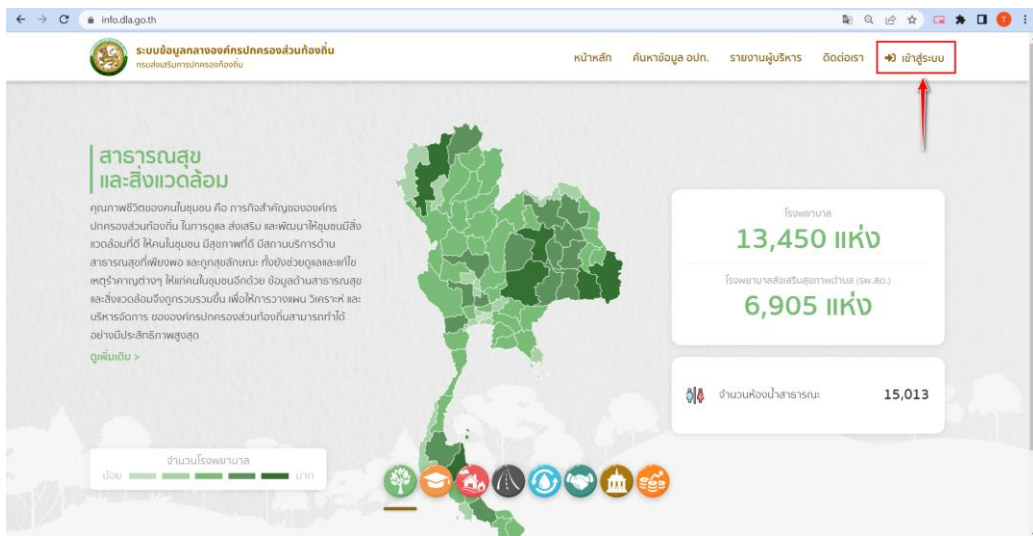 info.dla.go.th
ระบบข้อมูลกลางองค์กรปกครองส่วนท้องถิ่น
กรมส่งเสริมการปกครองท้องถิ่น
หน้าหลัก ค้นหาข้อมูล อปท. รายงานผู้บริหาร ติดต่อเรา เข้าสู่ระบบ
สาธารณสุข
และสิ่งแวดล้อม
คุณภาพชีวิตของคนในชุมชน คือ ภารกิจสำคัญขององค์กร
ปกครองส่วนท้องถิ่น ในการดูแล ส่งเสริม และพัฒนาให้ชุมชนมีสิ่ง
แวดล้อมที่ดี ให้คนในชุมชน มีสุขภาพที่ดี มีสถานบริการด้าน
สาธารณสุขที่เพียงพอ และถูกสุขลักษณะ ทั้งยังช่วยดูแลและแก้ไข
เหตุรำคาญต่างๆ ให้แก่คนในชุมชนอีกด้วย ข้อมูลด้านสาธารณสุข
และสิ่งแวดล้อมจึงถูกรวบรวมขึ้น เพื่อให้การวางแผน วิเคราะห์ และ
บริหารจัดการ ขององค์กรปกครองส่วนท้องถิ่นสามารถทำได้
อย่างมีประสิทธิภาพสูงสุด
ดูเพิ่มเติม >
โรงพยาบาล
13,450 แห่ง
โรงพยาบาลส่งเสริมสุขภาพตำบล (รพ.สต.)
6,905 แห่ง
จำนวนห้องน้ำสาธารณะ 15,013
จำนวนโรงพยาบาล
น้อย มาก